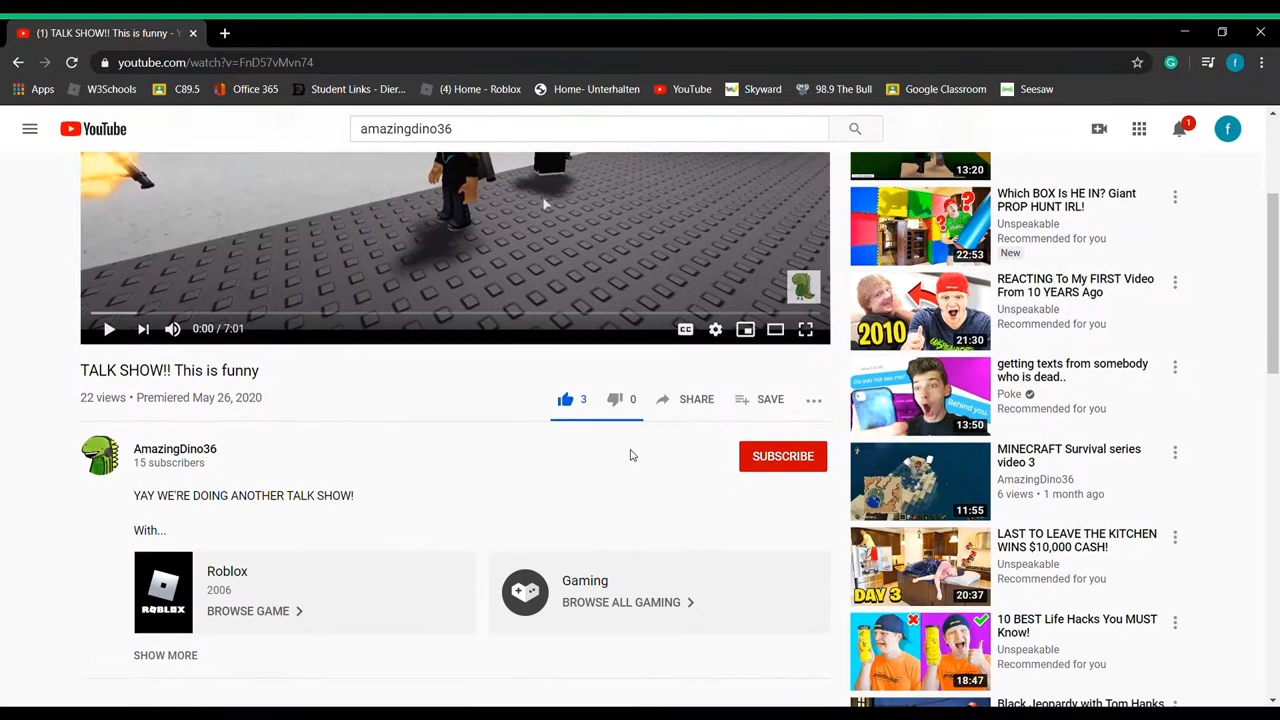 (1) TALK SHOW!! This is funny - Y
youtube.com/watch?v=FnD57vMvn74
Apps
W3Schools
C89.5
Office 365
Student Links - Dier...
(4) Home - Roblox
Home- Unterhalten
YouTube
Skyward
98.9 The Bull
Google Classroom
Seesaw
YouTube
amazingdino36
1
f
f
0:00 / 7:01
CC
TALK SHOW!! This is funny
22 views • Premiered May 26, 2020
3
0
SHARE
SAVE
AmazingDino36
15 subscribers
SUBSCRIBE
YAY WE'RE DOING ANOTHER TALK SHOW!
With...
ROBLOX
Roblox
2006
BROWSE GAME
Gaming
BROWSE ALL GAMING
SHOW MORE
13:20
22:53
Which BOX Is HE IN? Giant
PROP HUNT IRL!
Unspeakable
Recommended for you
New
2010
21:30
REACTING To My FIRST Video
From 10 YEARS Ago
Unspeakable
Recommended for you
Behind you.
13:50
getting texts from somebody
who is dead..
Poke
Recommended for you
11:55
MINECRAFT Survival series
video 3
AmazingDino36
6 views • 1 month ago
DAY 3
20:37
LAST TO LEAVE THE KITCHEN
WINS $10,000 CASH!
Unspeakable
Recommended for you
18:47
10 BEST Life Hacks You MUST
Know!
Unspeakable
Recommended for you
Black Jeopardy with Tom Hanks